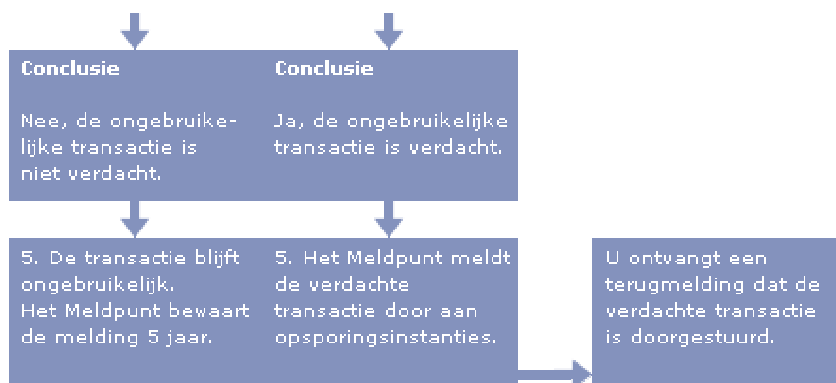 Conclusie
Nee, de ongebruike-
lijke transactie is
niet verdacht.
Conclusie
Ja, de ongebruikelijke
transactie is verdacht.
5. De transactie blijft
ongebruikelijk.
Het Meldpunt bewaart
de melding 5 jaar.
5. Het Meldpunt meldt
de verdachte
transactie door aan
opsporingsinstanties.
U ontvangt een
terugmelding dat de
verdachte transactie
is doorgestuurd.